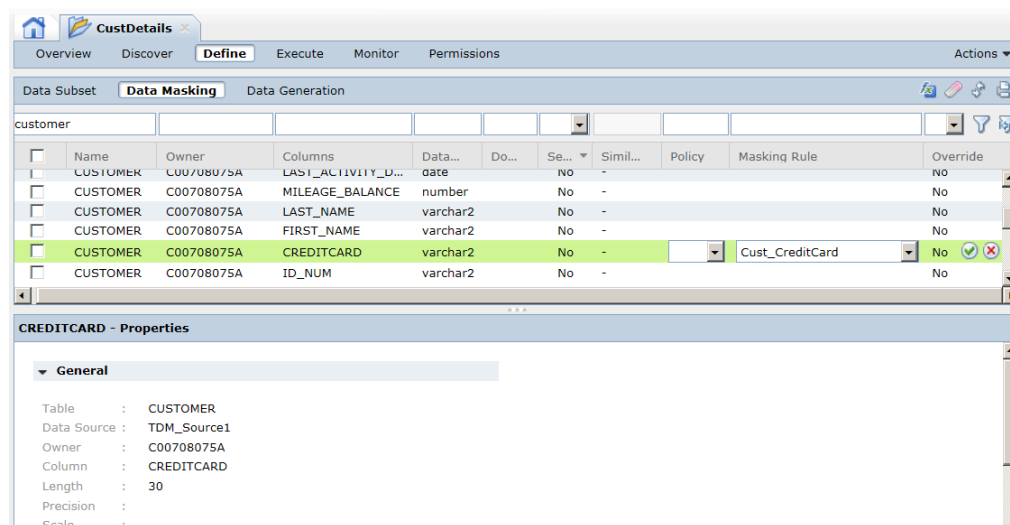 CustDetails
Overview Discover Define Execute Monitor Permissions Actions
Data Subset Data Masking Data Generation
customer
Name Owner Columns Data... Do... Se... Simil... Policy Masking Rule Override
CUSTOMER C00708075A LAST_ACTIVITY_D... date No - No
CUSTOMER C00708075A MILEAGE_BALANCE number No - No
CUSTOMER C00708075A LAST_NAME varchar2 No - No
CUSTOMER C00708075A FIRST_NAME varchar2 No - No
CUSTOMER C00708075A CREDITCARD varchar2 No - Cust_CreditCard No
CUSTOMER C00708075A ID_NUM varchar2 No - No
CREDITCARD - Properties
General
Table : CUSTOMER
Data Source : TDM_Source1
Owner : C00708075A
Column : CREDITCARD
Length : 30
Precision :
Scale :